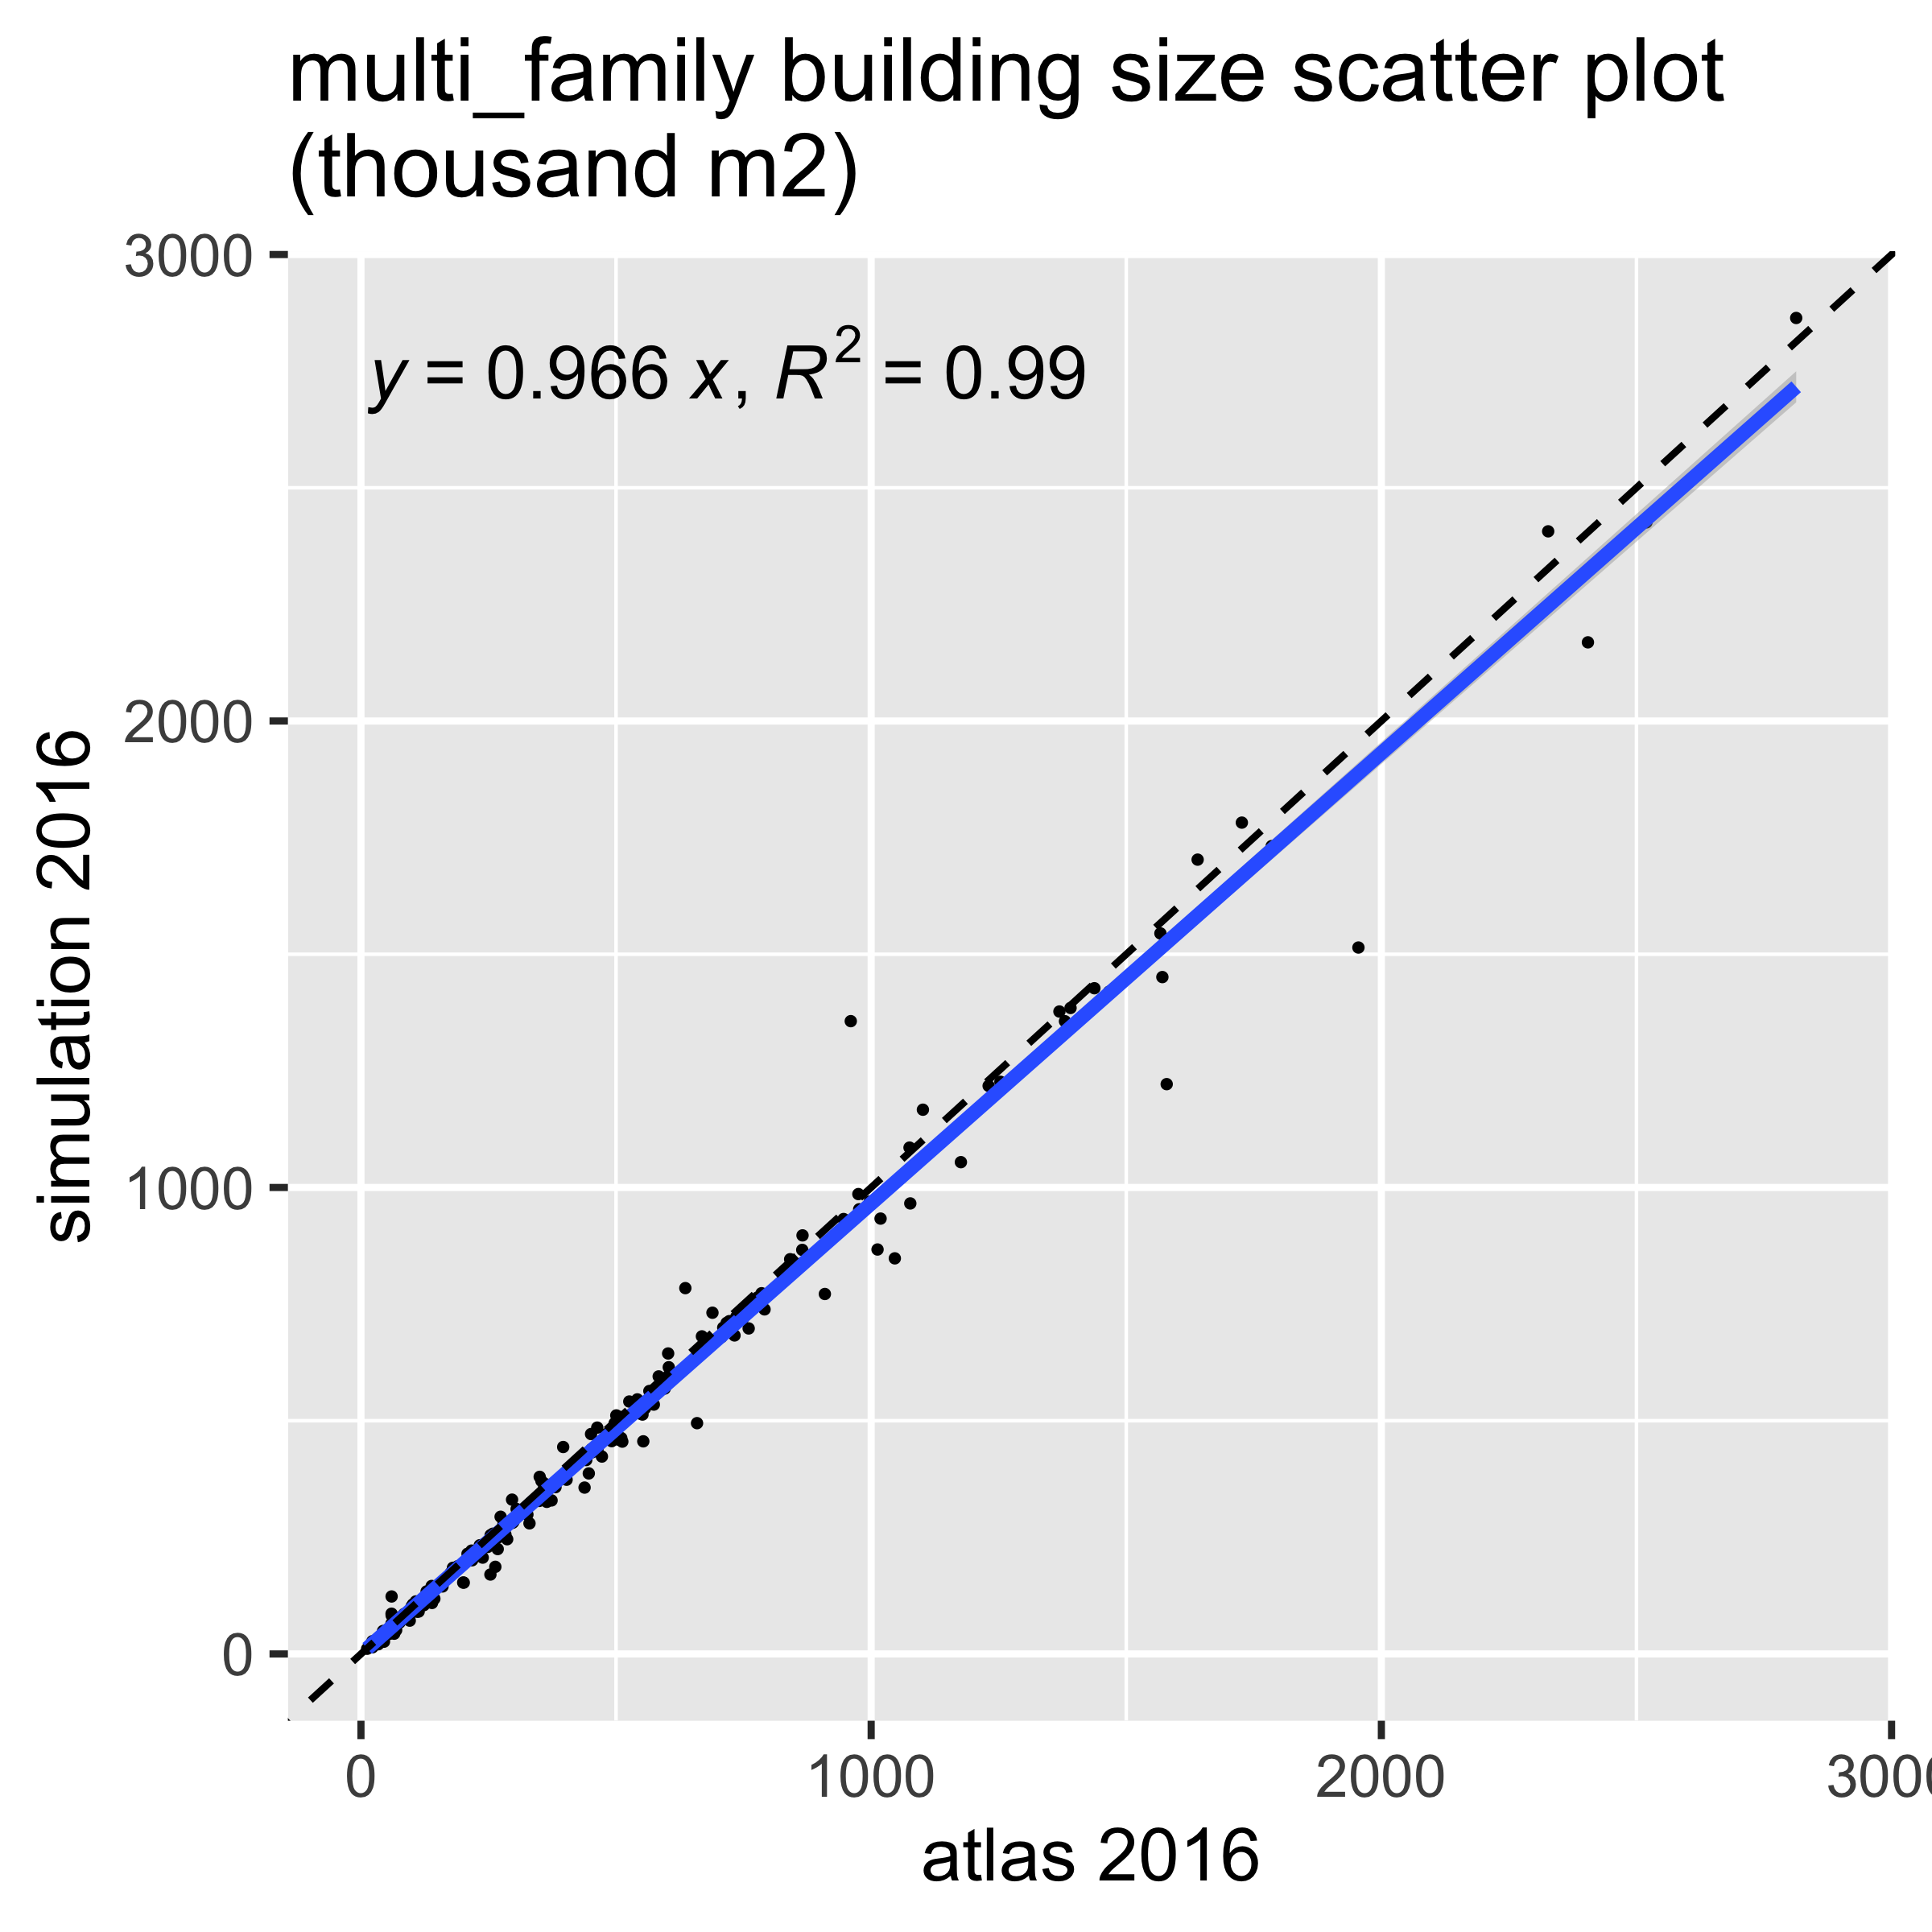 multi_family building size scatter plot
(thousand m2)
3000
y = 0.966 x, R² = 0.99
2000
1000
0
simulation 2016
0 1000 2000 3000
atlas 2016